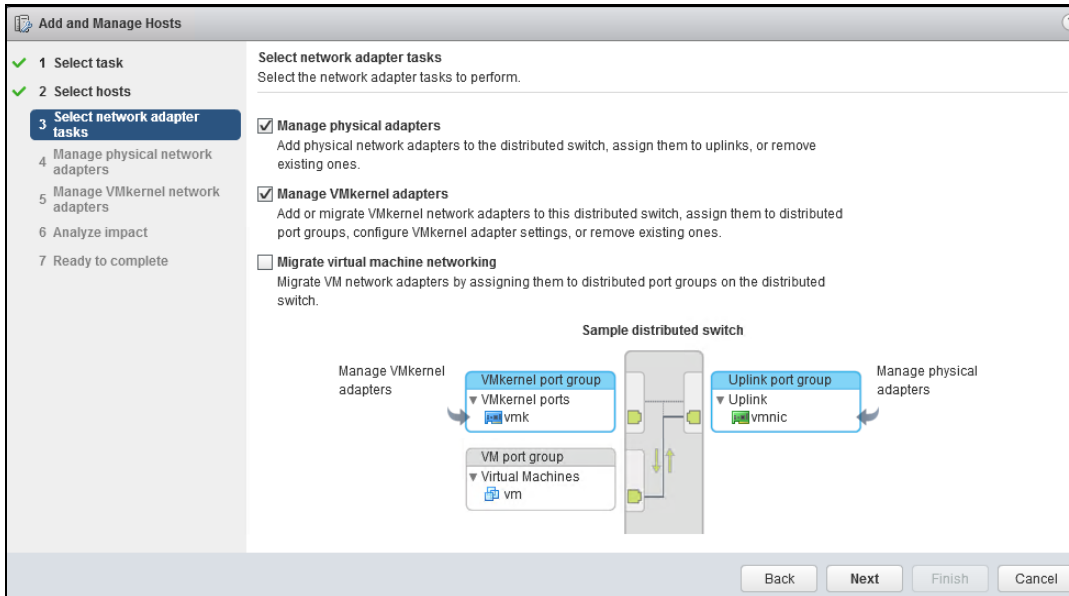 Add and Manage Hosts
1 Select task
2 Select hosts
3 Select network adapter
tasks
4 Manage physical network
adapters
5 Manage VMkernel network
adapters
6 Analyze impact
7 Ready to complete
Select network adapter tasks
Select the network adapter tasks to perform.
Manage physical adapters
Add physical network adapters to the distributed switch, assign them to uplinks, or remove
existing ones.
Manage VMkernel adapters
Add or migrate VMkernel network adapters to this distributed switch, assign them to distributed
port groups, configure VMkernel adapter settings, or remove existing ones.
Migrate virtual machine networking
Migrate VM network adapters by assigning them to distributed port groups on the distributed
switch.
Sample distributed switch
Manage VMkernel
adapters
VMkernel port group
VMkernel ports
vmk
VM port group
Virtual Machines
vm
Uplink port group
Uplink
vmnic
Manage physical
adapters
Back
Next
Finish
Cancel